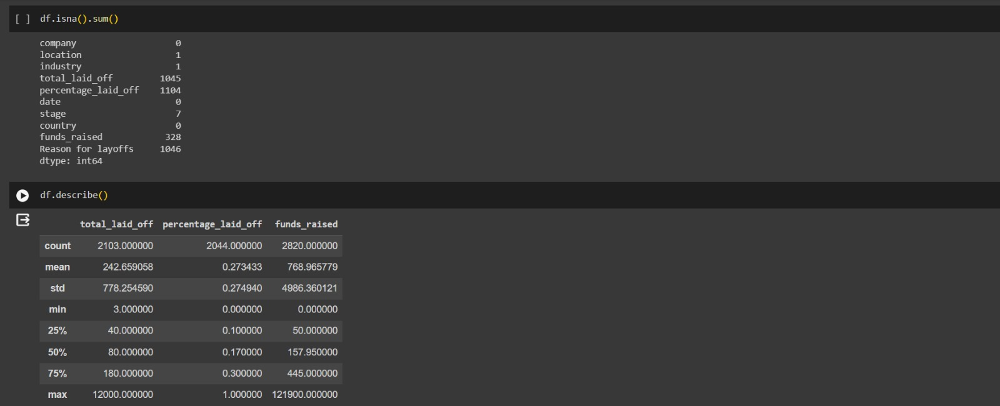 [ ] df.isna().sum()
company 0
location 1
industry 1
total_laid_off 1045
percentage_laid_off 1104
date 0
stage 7
country 0
funds_raised 328
Reason for layoffs 1046
dtype: int64
df.describe()
total_laid_off percentage_laid_off funds_raised
count 2103.000000 2044.000000 2820.000000
mean 242.659058 0.273433 768.965779
std 778.254590 0.274940 4986.360121
min 3.000000 0.000000 0.000000
25% 40.000000 0.100000 50.000000
50% 80.000000 0.170000 157.950000
75% 180.000000 0.300000 445.000000
max 12000.000000 1.000000 121900.000000